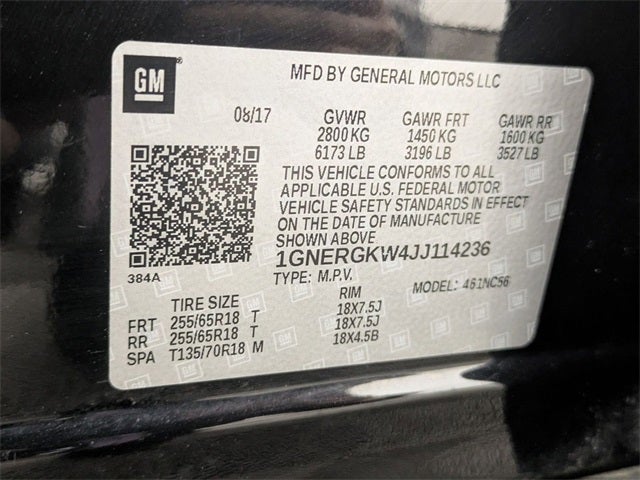 GM
MFD BY GENERAL MOTORS LLC
08/17 GVWR GAWR FRT GAWR RR
2800 KG 1450 KG 1600 KG
6173 LB 3196 LB 3527 LB
THIS VEHICLE CONFORMS TO ALL
APPLICABLE U.S. FEDERAL MOTOR
VEHICLE SAFETY STANDARDS IN EFFECT
ON THE DATE OF MANUFACTURE
SHOWN ABOVE
1GNERGKW4JJ114236
384A
TYPE: M.P.V. MODEL: 461NC56
TIRE SIZE RIM
FRT 255/65R18 T 18X7.5J
RR 255/65R18 T 18X7.5J
SPA T135/70R18 M 18X4.5B